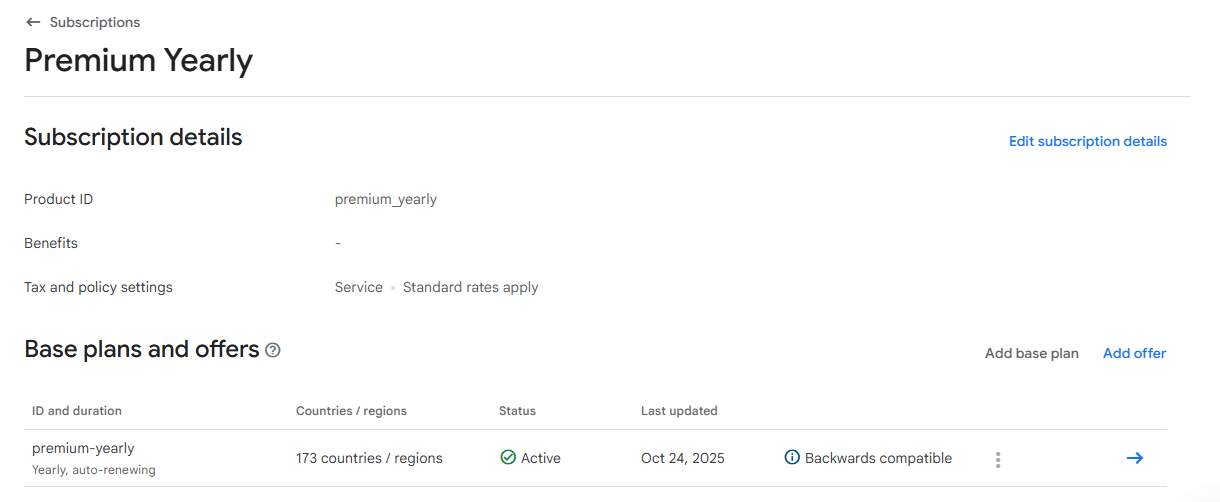 Subscriptions
Premium Yearly
Subscription details
Edit subscription details
Product ID premium_yearly
Benefits -
Tax and policy settings Service • Standard rates apply
Base plans and offers
Add base plan Add offer
ID and duration Countries / regions Status Last updated
premium-yearly
Yearly, auto-renewing
173 countries / regions Active Oct 24, 2025 Backwards compatible